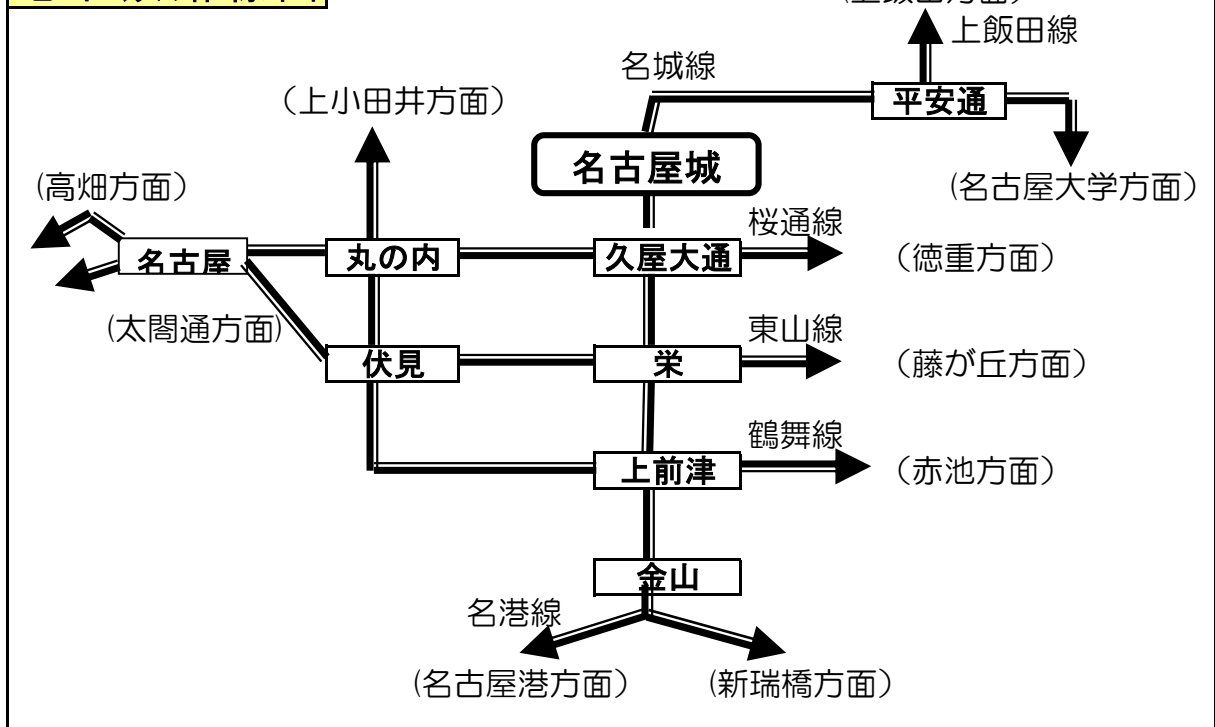 上飯田線
名城線
平安通
(上小田井方面)
名古屋城
(高畑方面)
(名古屋大学方面)
桜通線
名古屋
丸の内
久屋大通
(徳重方面)
(太閤通方面)
東山線
伏見
栄
(藤が丘方面)
鶴舞線
上前津
(赤池方面)
金山
名港線
(名古屋港方面)
(新瑞橋方面)